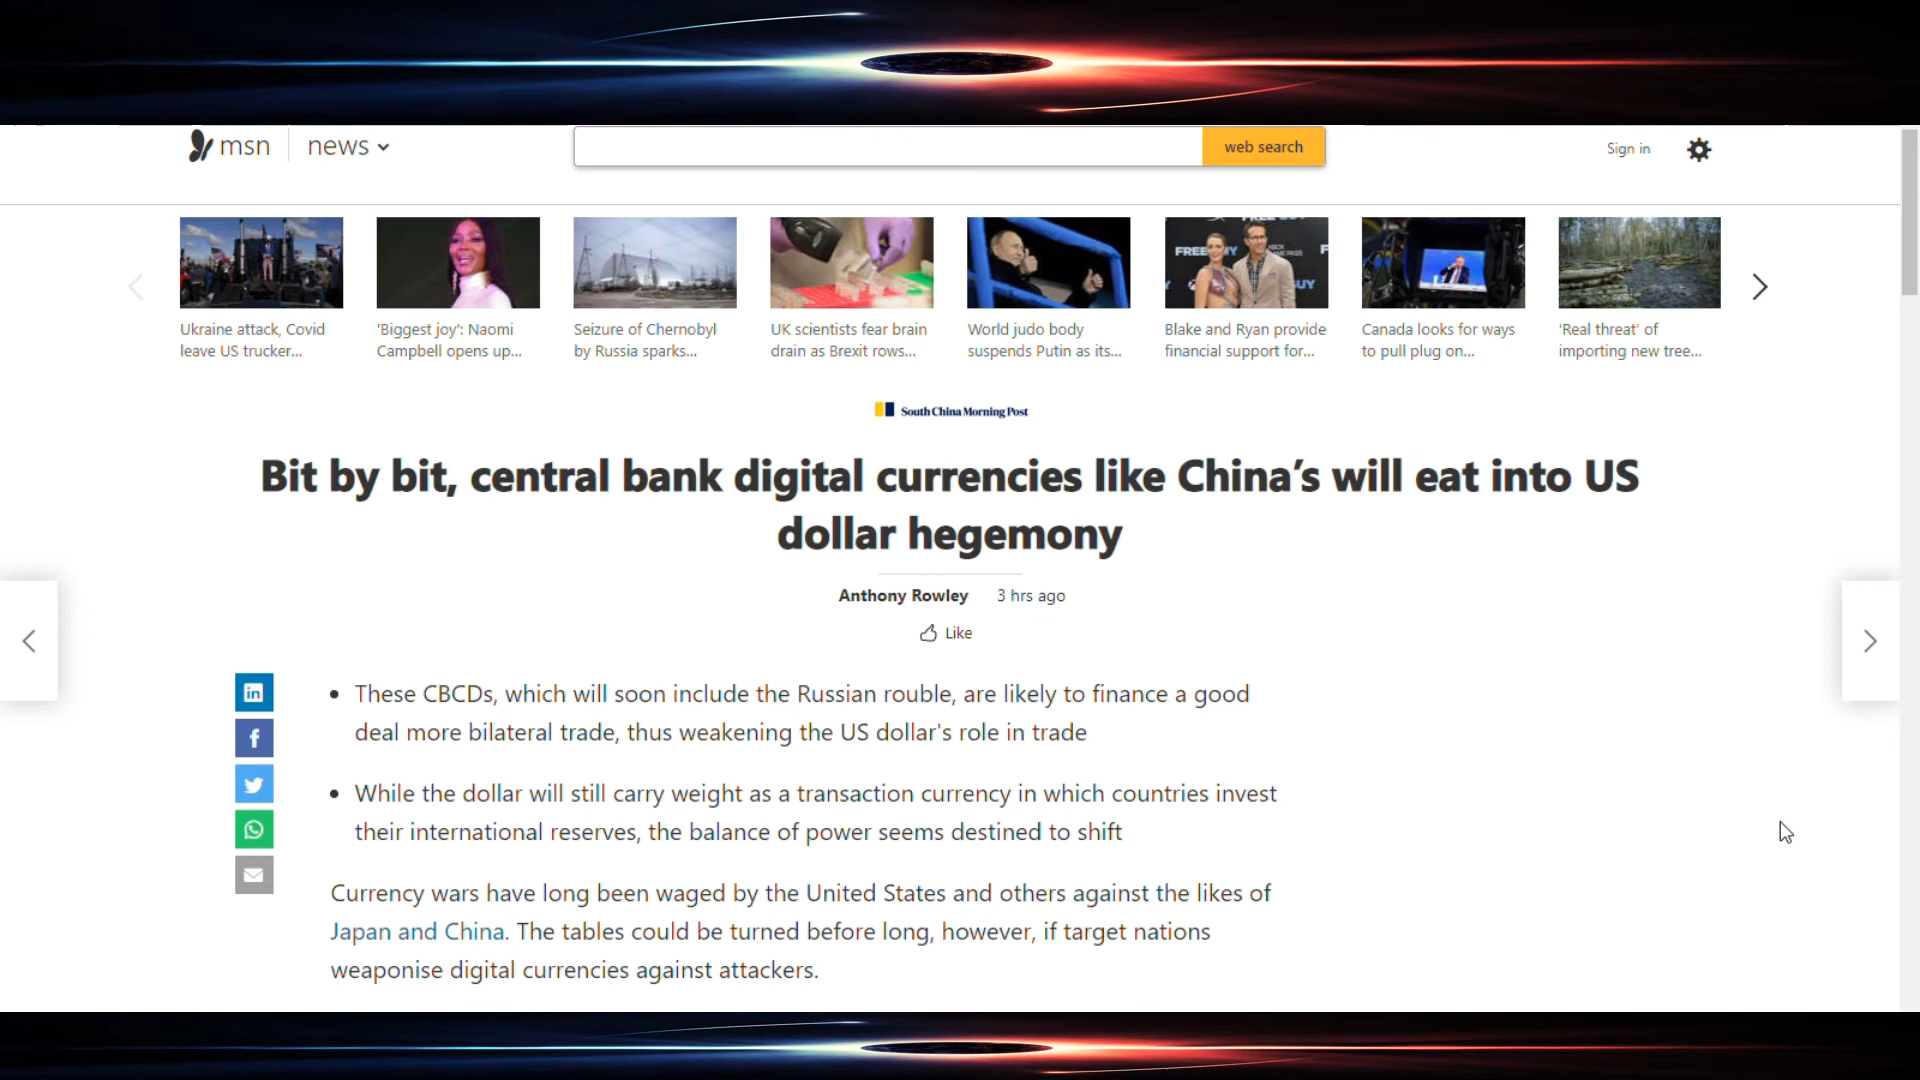 msn
news
web search
Sign in
FREE GUY
FREE GUY
Ukraine attack, Covid
leave US trucker...
'Biggest joy': Naomi
Campbell opens up...
Seizure of Chernobyl
by Russia sparks...
UK scientists fear brain
drain as Brexit rows...
World judo body
suspends Putin as its...
Blake and Ryan provide
financial support for...
Canada looks for ways
to pull plug on...
‘Real threat’ of
importing new tree...
South China Morning Post
Bit by bit, central bank digital currencies like China’s will eat into US
dollar hegemony
Anthony Rowley 3 hrs ago
Like
• These CBCDs, which will soon include the Russian rouble, are likely to finance a good
deal more bilateral trade, thus weakening the US dollar's role in trade
• While the dollar will still carry weight as a transaction currency in which countries invest
their international reserves, the balance of power seems destined to shift
Currency wars have long been waged by the United States and others against the likes of
Japan and China. The tables could be turned before long, however, if target nations
weaponise digital currencies against attackers.